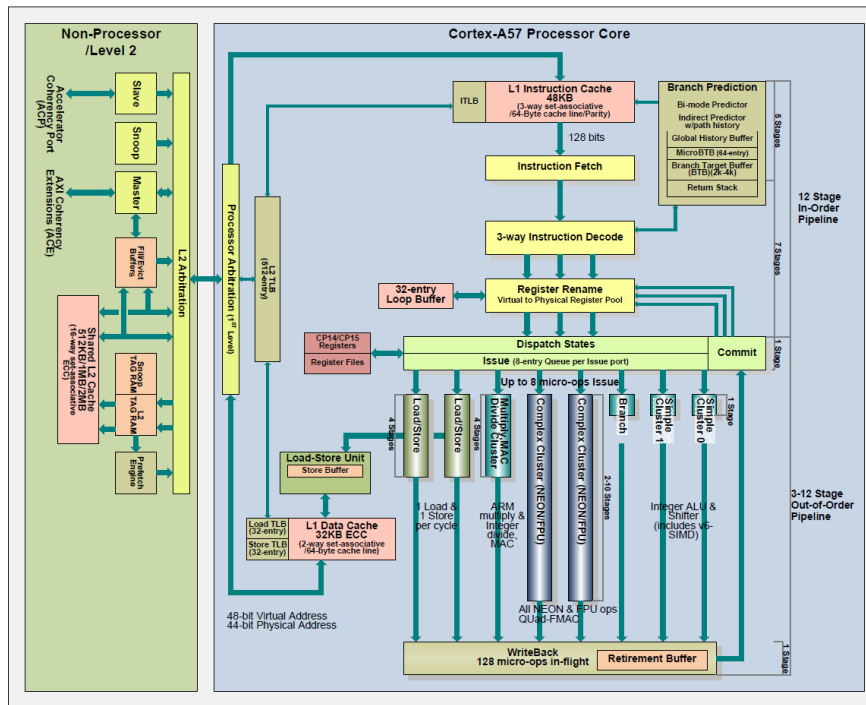 Non-Processor
/Level 2
Accelerator
Coherency Port
(ACP)
AXI Coherency
Extensions (ACE)
Slave
Snoop
Master
Fill/Evict
Buffers
Shared L2 Cache
512KB/1MB/2MB
(16-way set-associative
ECC)
Snoop
TAG RAM
L2
TAG RAM
Prefetch
Engine
L2 Arbitration
Cortex-A57 Processor Core
Processor Arbitration (1ST Level)
L2 TLB
(512-entry)
ITLB
L1 Instruction Cache
48KB
(3-way set-associative
/64-Byte cache line/Parity)
128 bits
Instruction Fetch
3-way Instruction Decode
32-entry
Loop Buffer
Register Rename
Virtual to Physical Register Pool
Branch Prediction
Bi-mode Predictor
Indirect Predictor
w/path history
Global History Buffer
MicroBTB (64-entry)
Branch Target Buffer
(BTB)(2k-4k)
Return Stack
5 Stages
7 Stages
12 Stage
In-Order
Pipeline
CP14/CP15
Registers
Register Files
Dispatch States
Issue (8-entry Queue per Issue port)
Commit
1 Stage
Up to 8 micro-ops Issue
4 Stages
Load/Store
Load/Store
4 Stages
Multiply, MAC
Divide Cluster
Complex Cluster (NEON/FPU)
Complex Cluster (NEON/FPU)
2-10 Stages
Branch
Simple
Cluster 1
Simple
Cluster 0
1 Stage
Load-Store Unit
Store Buffer
Load TLB
(32-entry)
Store TLB
(32-entry)
L1 Data Cache
32KB ECC
(2-way set-associative
/64-byte cache line)
1 Load &
1 Store
per cycle
ARM
multiply &
Integer
divide,
MAC
Integer ALU &
Shifter
(includes v6-
SIMD)
3-12 Stage
Out-of-Order
Pipeline
All NEON & FPU ops
QUad-FMAC
48-bit Virtual Address
44-bit Physical Address
WriteBack
128 micro-ops in-flight
Retirement Buffer
1 Stage